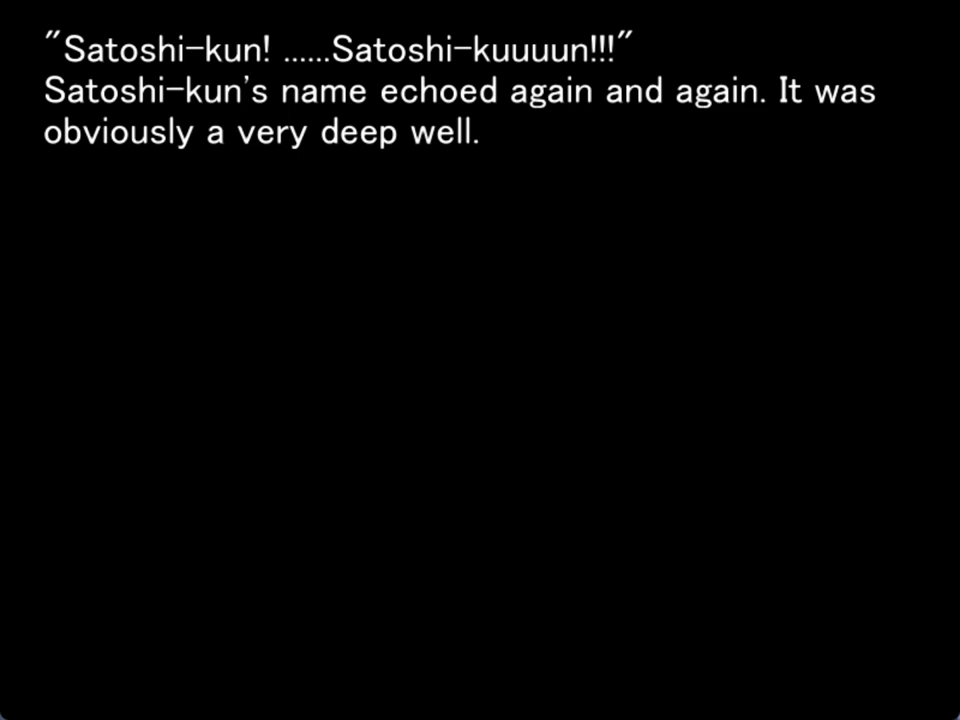 "Satoshi-kun! ......Satoshi-kuuuun!!!"
Satoshi-kun's name echoed again and again. It was
obviously a very deep well.